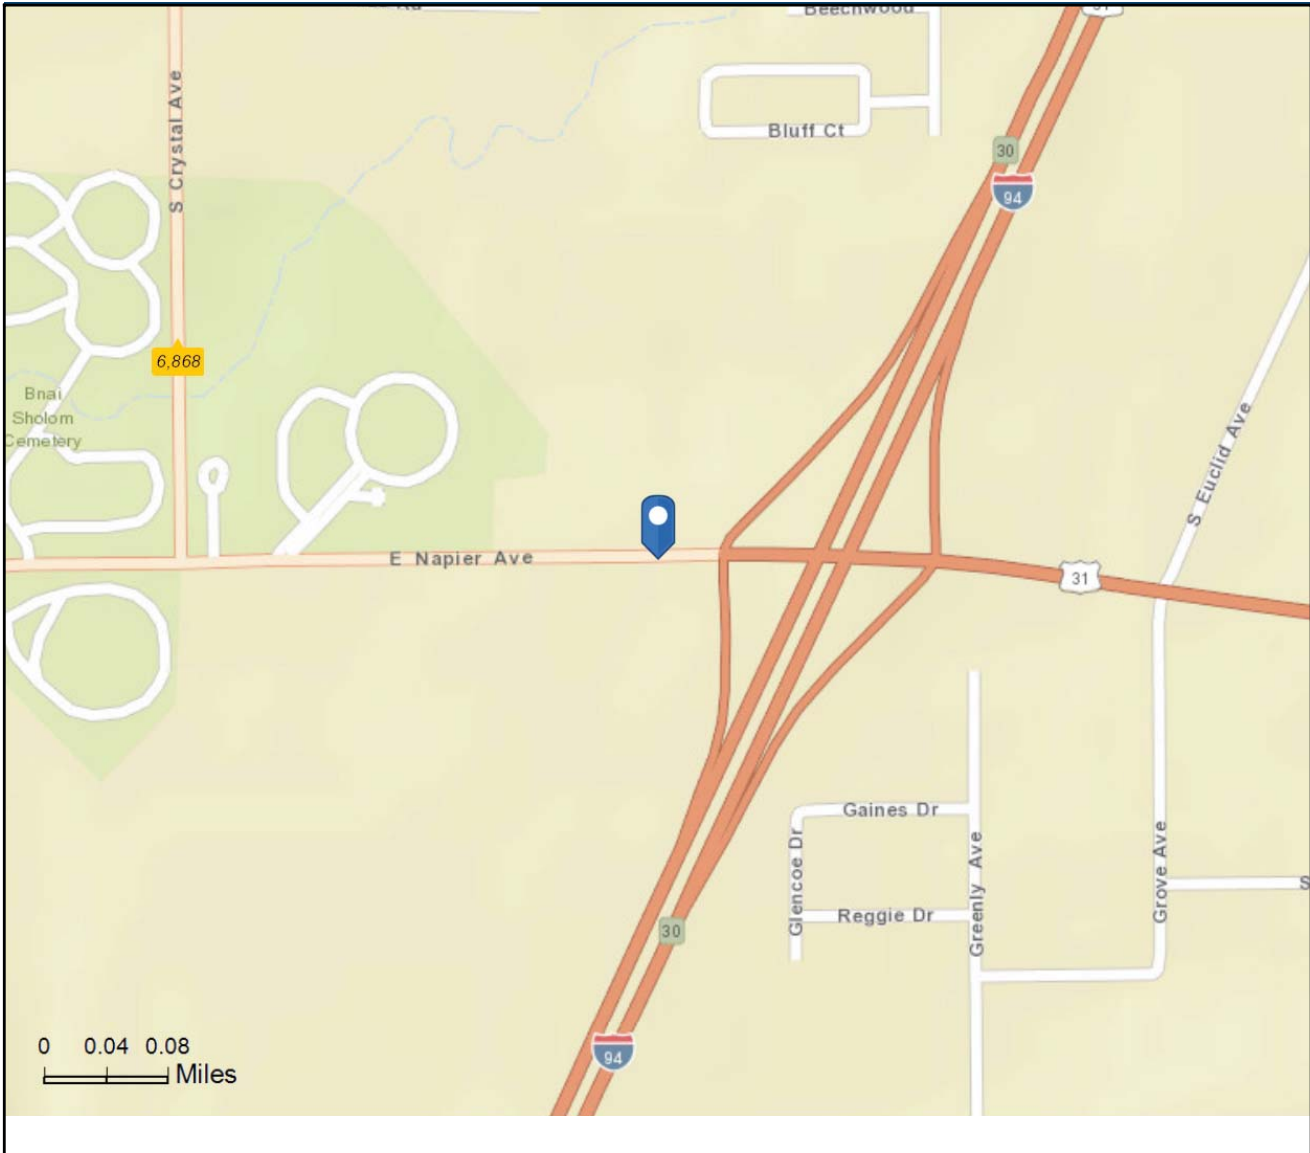 Beechwood
S Crystal Ave
Bluff Ct
30
94
6,868
Bnai
Sholom
Cemetery
S Euclid Ave
E Napier Ave
31
Gaines Dr
Glencoe Dr
Greenly Ave
Grove Ave
Reggie Dr
30
94
0 0.04 0.08
Miles